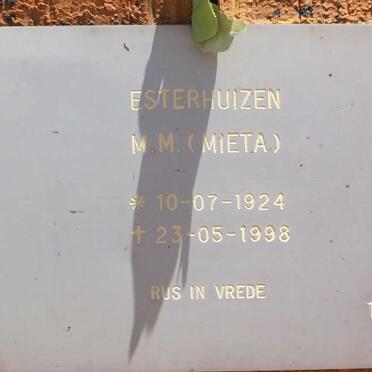 ESTERHUIZEN
M.M. (MIETA)
* 10-07-1924
† 23-05-1998
RUS IN VREDE